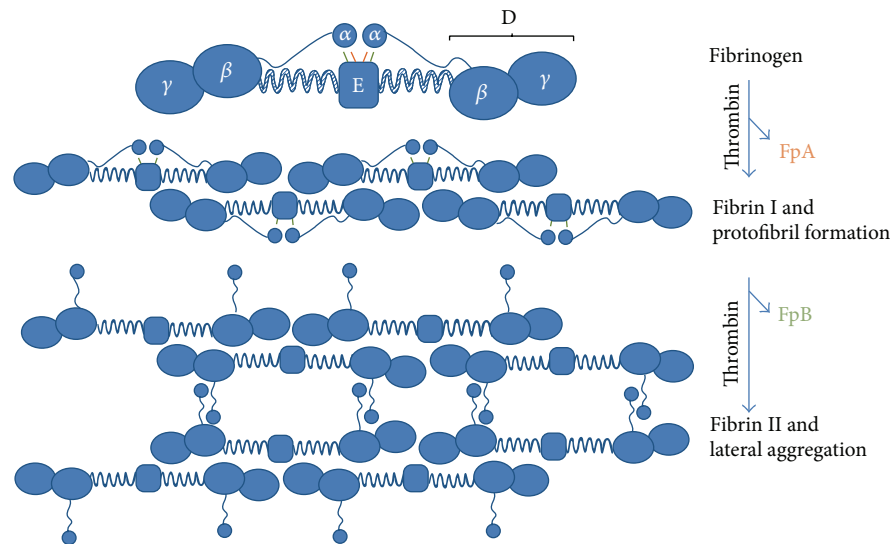 D
α α
γ β E β γ
Fibrinogen
Thrombin
FpA
Fibrin I and
protofibril formation
Thrombin
FpB
Fibrin II and
lateral aggregation